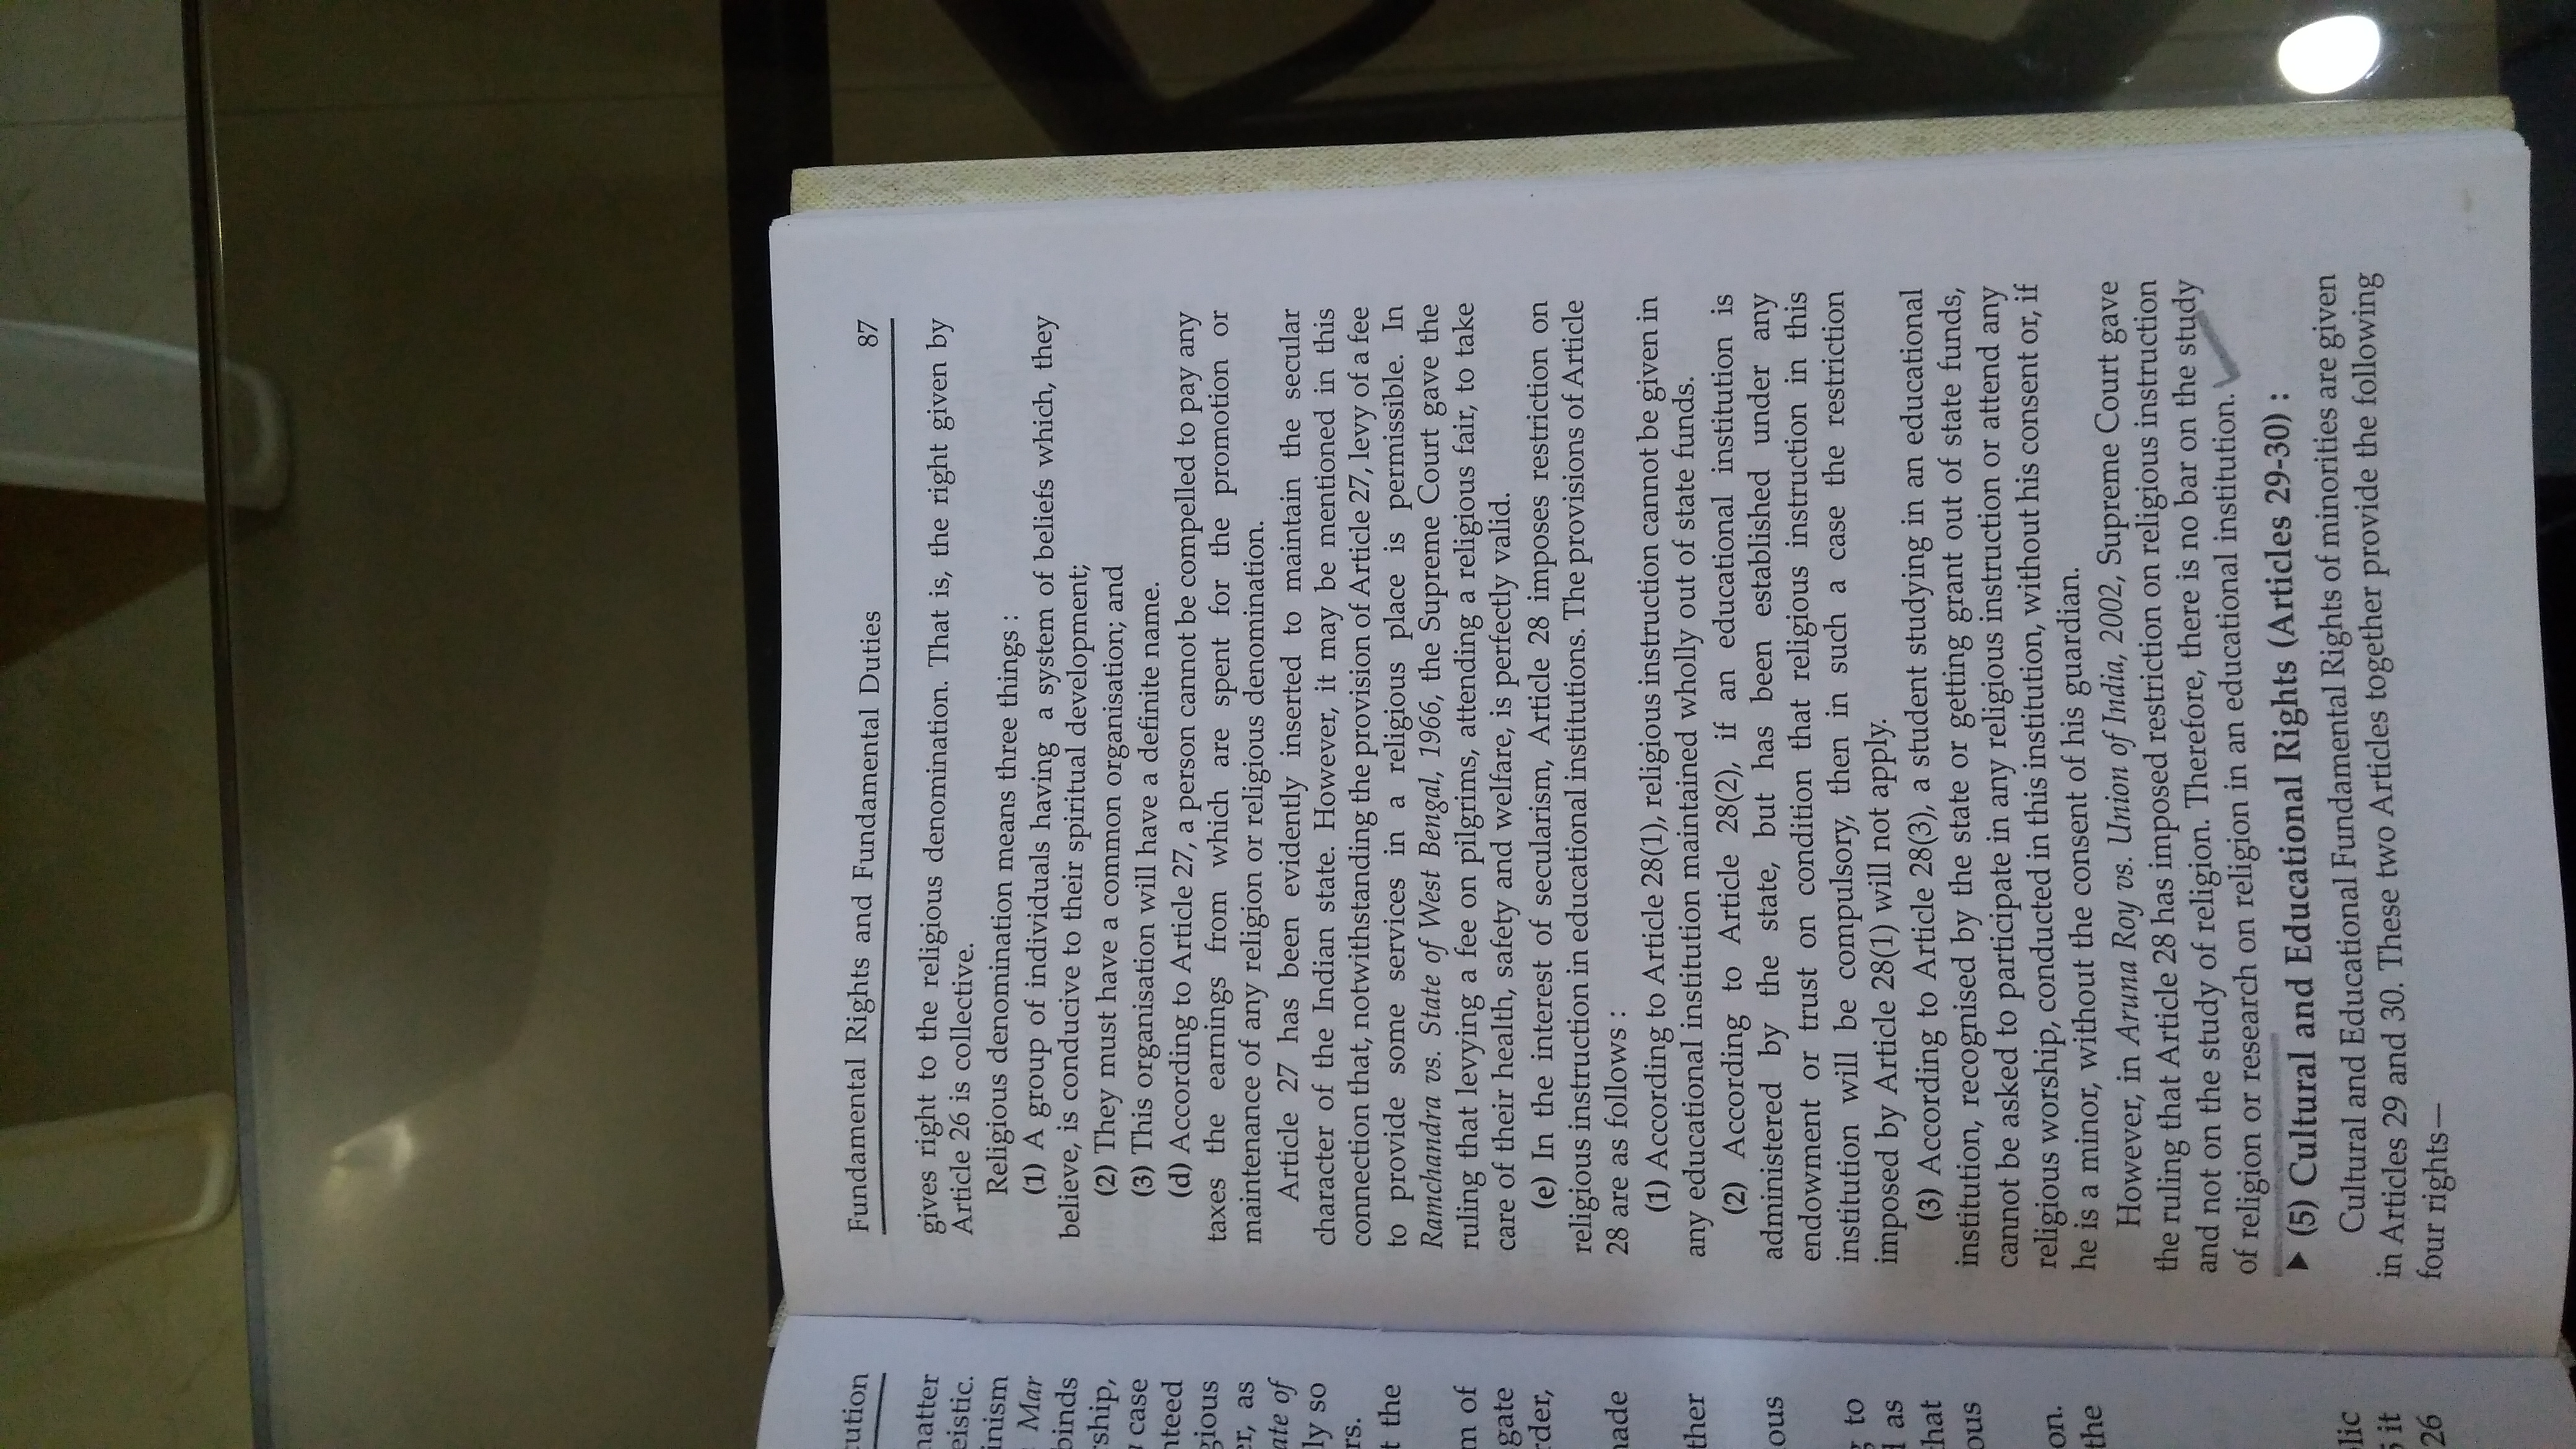 Fundamental Rights and Fundamental Duties 87
gives right to the religious denomination. That is, the right given by
Article 26 is collective.
Religious denomination means three things :
(1) A group of individuals having a system of beliefs which, they
believe, is conducive to their spiritual development;
(2) They must have a common organisation; and
(3) This organisation will have a definite name.
(d) According to Article 27, a person cannot be compelled to pay any
taxes the earnings from which are spent for the promotion or
maintenance of any religion or religious denomination.
Article 27 has been evidently inserted to maintain the secular
character of the Indian state. However, it may be mentioned in this
connection that, notwithstanding the provision of Article 27, levy of a fee
to provide some services in a religious place is permissible. In
Ramchandra vs. State of West Bengal, 1966, the Supreme Court gave the
ruling that levying a fee on pilgrims, attending a religious fair, to take
care of their health, safety and welfare, is perfectly valid.
(e) In the interest of secularism, Article 28 imposes restriction on
religious instruction in educational institutions. The provisions of Article
28 are as follows :
(1) According to Article 28(1), religious instruction cannot be given in
any educational institution maintained wholly out of state funds.
(2) According to Article 28(2), if an educational institution is
administered by the state, but has been established under any
endowment or trust on condition that religious instruction in this
institution will be compulsory, then in such a case the restriction
imposed by Article 28(1) will not apply.
(3) According to Article 28(3), a student studying in an educational
institution, recognised by the state or getting grant out of state funds,
cannot be asked to participate in any religious instruction or attend any
religious worship, conducted in this institution, without his consent or, if
he is a minor, without the consent of his guardian.
However, in Aruna Roy vs. Union of India, 2002, Supreme Court gave
the ruling that Article 28 has imposed restriction on religious instruction
and not on the study of religion. Therefore, there is no bar on the study
of religion or research on religion in an educational institution.
▶ (5) Cultural and Educational Rights (Articles 29-30) :
Cultural and Educational Fundamental Rights of minorities are given
in Articles 29 and 30. These two Articles together provide the following
four rights—